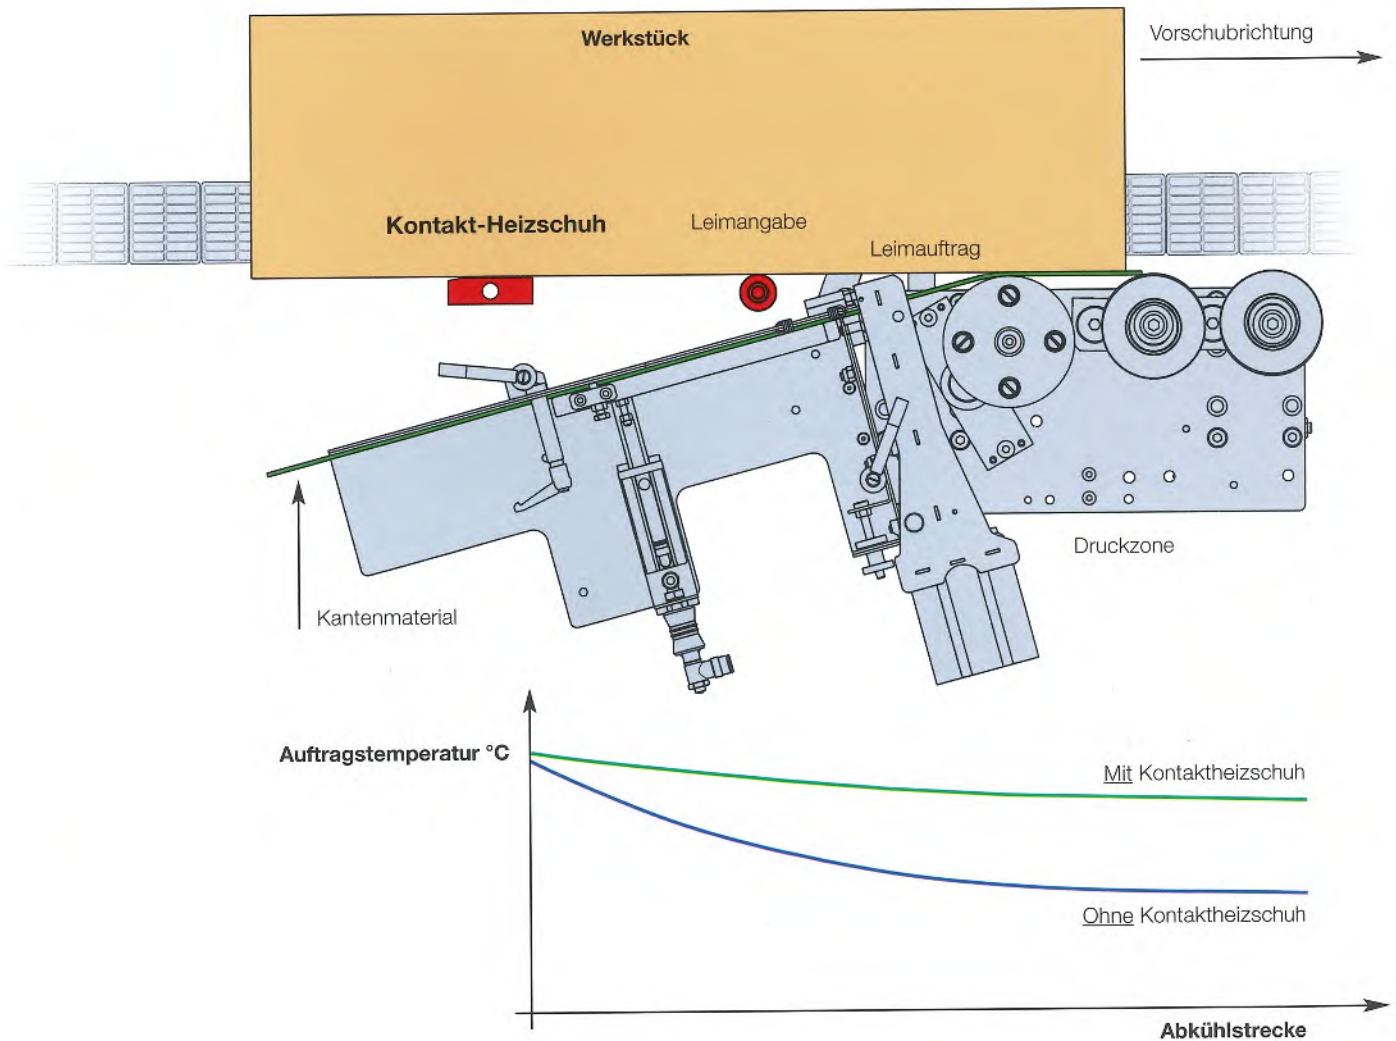 Werkstück
Vorschubrichtung
Kontakt-Heizschuh
Leimangabe
Leimauftrag
Druckzone
Kantenmaterial
Auftragstemperatur °C
Mit Kontaktheizschuh
Ohne Kontaktheizschuh
Abkühlstrecke